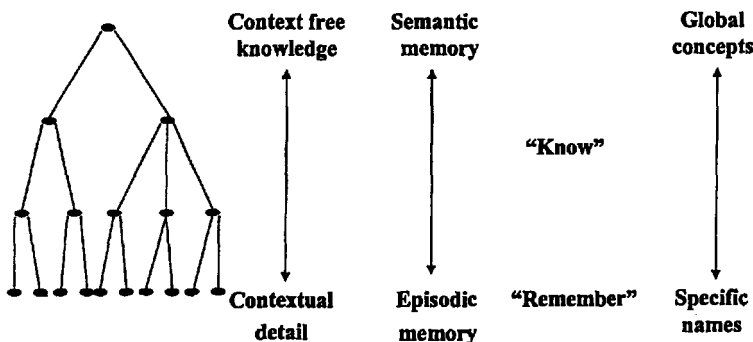 Context free
knowledge
Semantic
memory
Global
concepts
“Know”
Contextual
detail
Episodic
memory
“Remember”
Specific
names